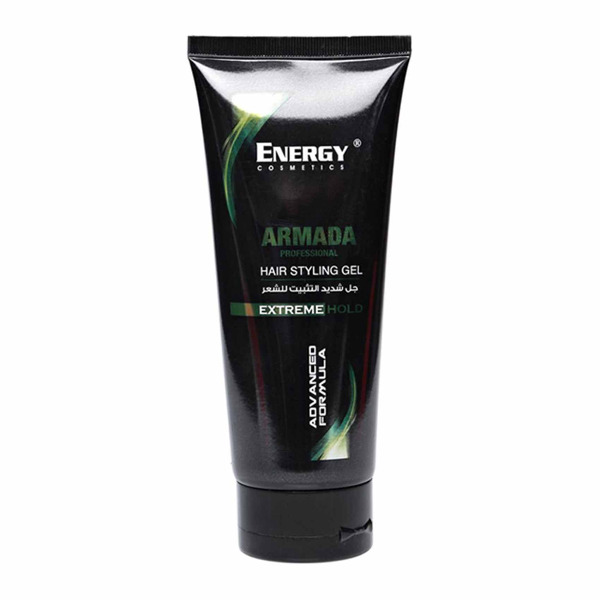 ENERGY ®
COSMETICS
ARMADA
PROFESSIONAL
HAIR STYLING GEL
جل شديد التثبيت للشعر
EXTREME HOLD
ADVANCED
FORMULA